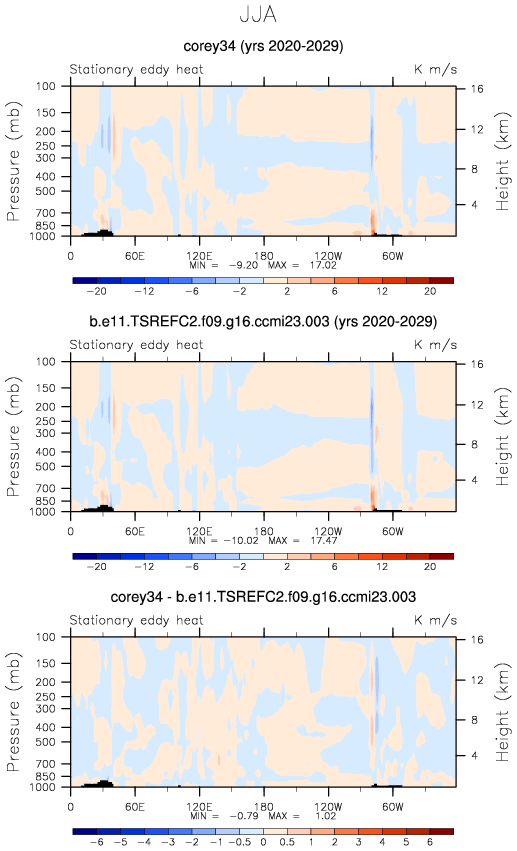 JJA
corey34 (yrs 2020-2029)
Stationary eddy heat K m/s
Pressure (mb)
100
150
200
250
300
400
500
700
850
1000
16
12
8
4
Height (km)
0 60E 120E 180 120W 60W
MIN = -9.20 MAX = 17.02
-20 -12 -6 -2 2 6 12 20
b.e11.TSREFC2.f09.g16.ccmi23.003 (yrs 2020-2029)
Stationary eddy heat K m/s
Pressure (mb)
100
150
200
250
300
400
500
700
850
1000
16
12
8
4
Height (km)
0 60E 120E 180 120W 60W
MIN = -10.02 MAX = 17.47
-20 -12 -6 -2 2 6 12 20
corey34 - b.e11.TSREFC2.f09.g16.ccmi23.003
Stationary eddy heat K m/s
Pressure (mb)
100
150
200
250
300
400
500
700
850
1000
16
12
8
4
Height (km)
0 60E 120E 180 120W 60W
MIN = -0.79 MAX = 1.02
-6 -5 -4 -3 -2 -1 -0.5 0 0.5 1 2 3 4 5 6